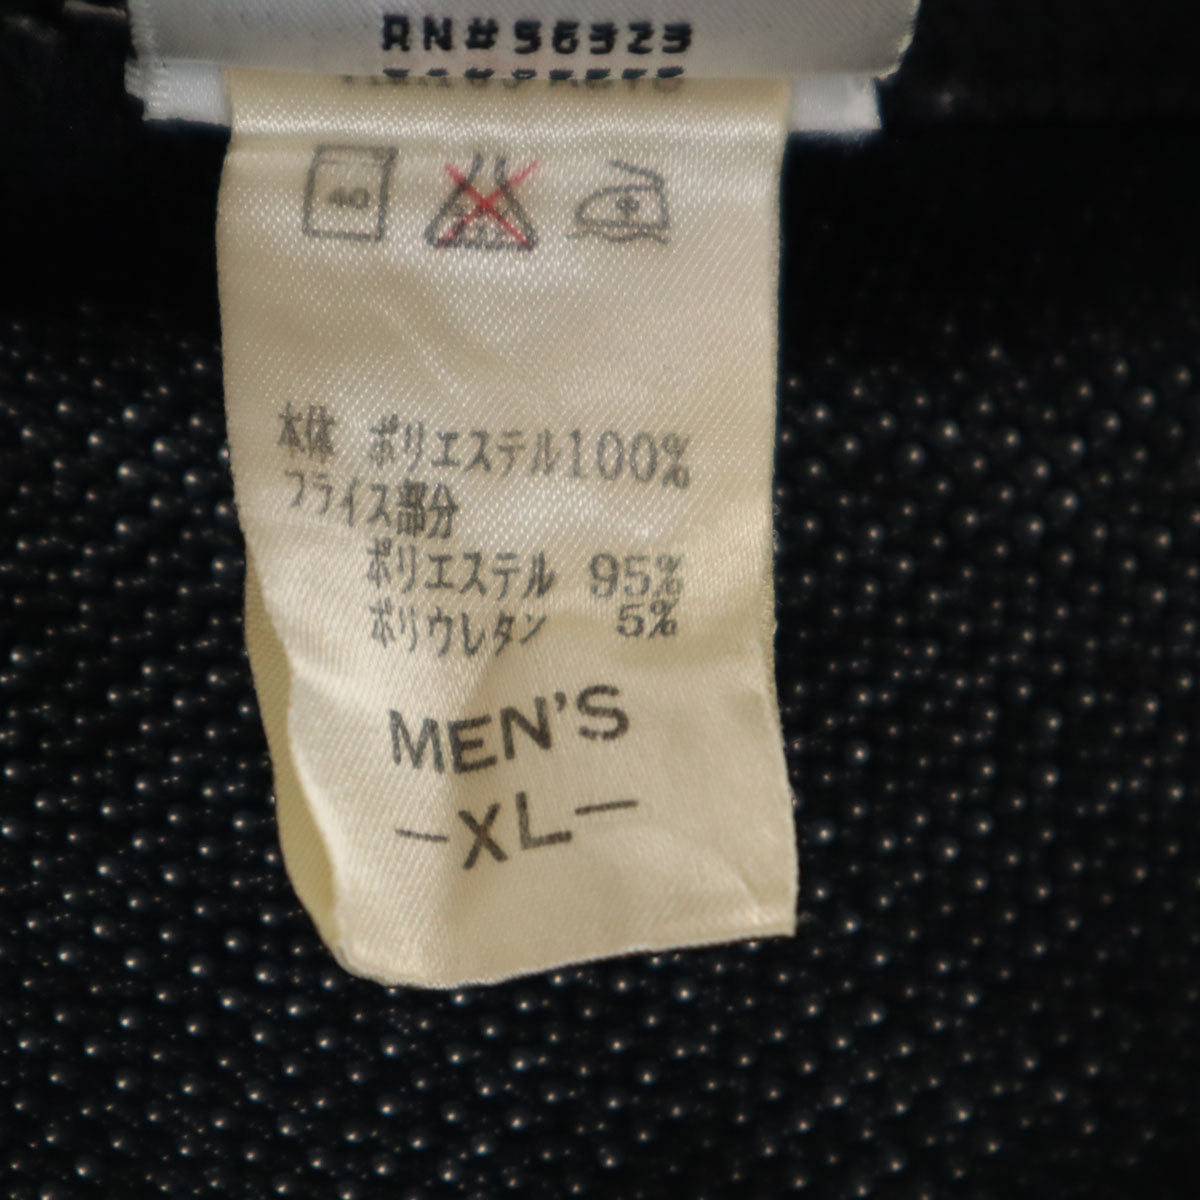 RN#56323
40
本体 ポリエステル100%
フライス部分
ポリエステル 95%
ポリウレタン 5%
MEN'S
-XL-